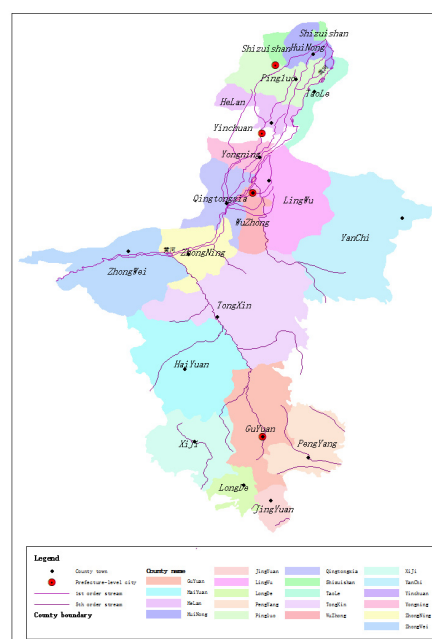 Shizuishan
Shizuishan
HuiNong
Pingluo
TaoLe
HeLan
Yinchuan
Yongning
Qingtongxia
LingWu
WuZhong
YanChi
黄河
ZhongNing
ZhongWei
TongXin
HaiYuan
GuYuan
XiJi
PengYang
LongDe
JingYuan
Legend
County town
Prefecture-level city
1st order stream
5th order stream
County boundary
County name
GuYuan
HaiYuan
HeLan
HuiNong
JingYuan
LingWu
LongDe
PengYang
Pingluo
Qingtongxia
Shizuishan
TaoLe
TongXin
WuZhong
XiJi
YanChi
Yinchuan
Yongning
ZhongNing
ZhongWei